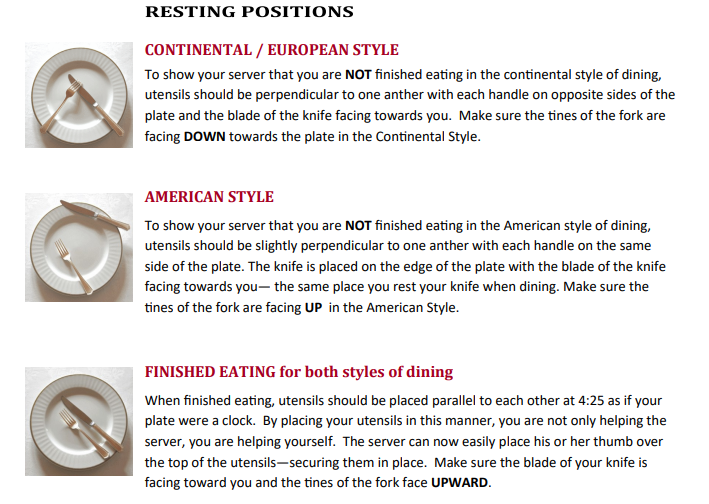 RESTING POSITIONS
CONTINENTAL / EUROPEAN STYLE
To show your server that you are NOT finished eating in the continental style of dining,
utensils should be perpendicular to one anther with each handle on opposite sides of the
plate and the blade of the knife facing towards you.  Make sure the tines of the fork are
facing DOWN towards the plate in the Continental Style.
AMERICAN STYLE
To show your server that you are NOT finished eating in the American style of dining,
utensils should be slightly perpendicular to one anther with each handle on the same
side of the plate. The knife is placed on the edge of the plate with the blade of the knife
facing towards you— the same place you rest your knife when dining. Make sure the
tines of the fork are facing UP  in the American Style.
FINISHED EATING for both styles of dining
When finished eating, utensils should be placed parallel to each other at 4:25 as if your
plate were a clock.  By placing your utensils in this manner, you are not only helping the
server, you are helping yourself.  The server can now easily place his or her thumb over
the top of the utensils—securing them in place.  Make sure the blade of your knife is
facing toward you and the tines of the fork face UPWARD.